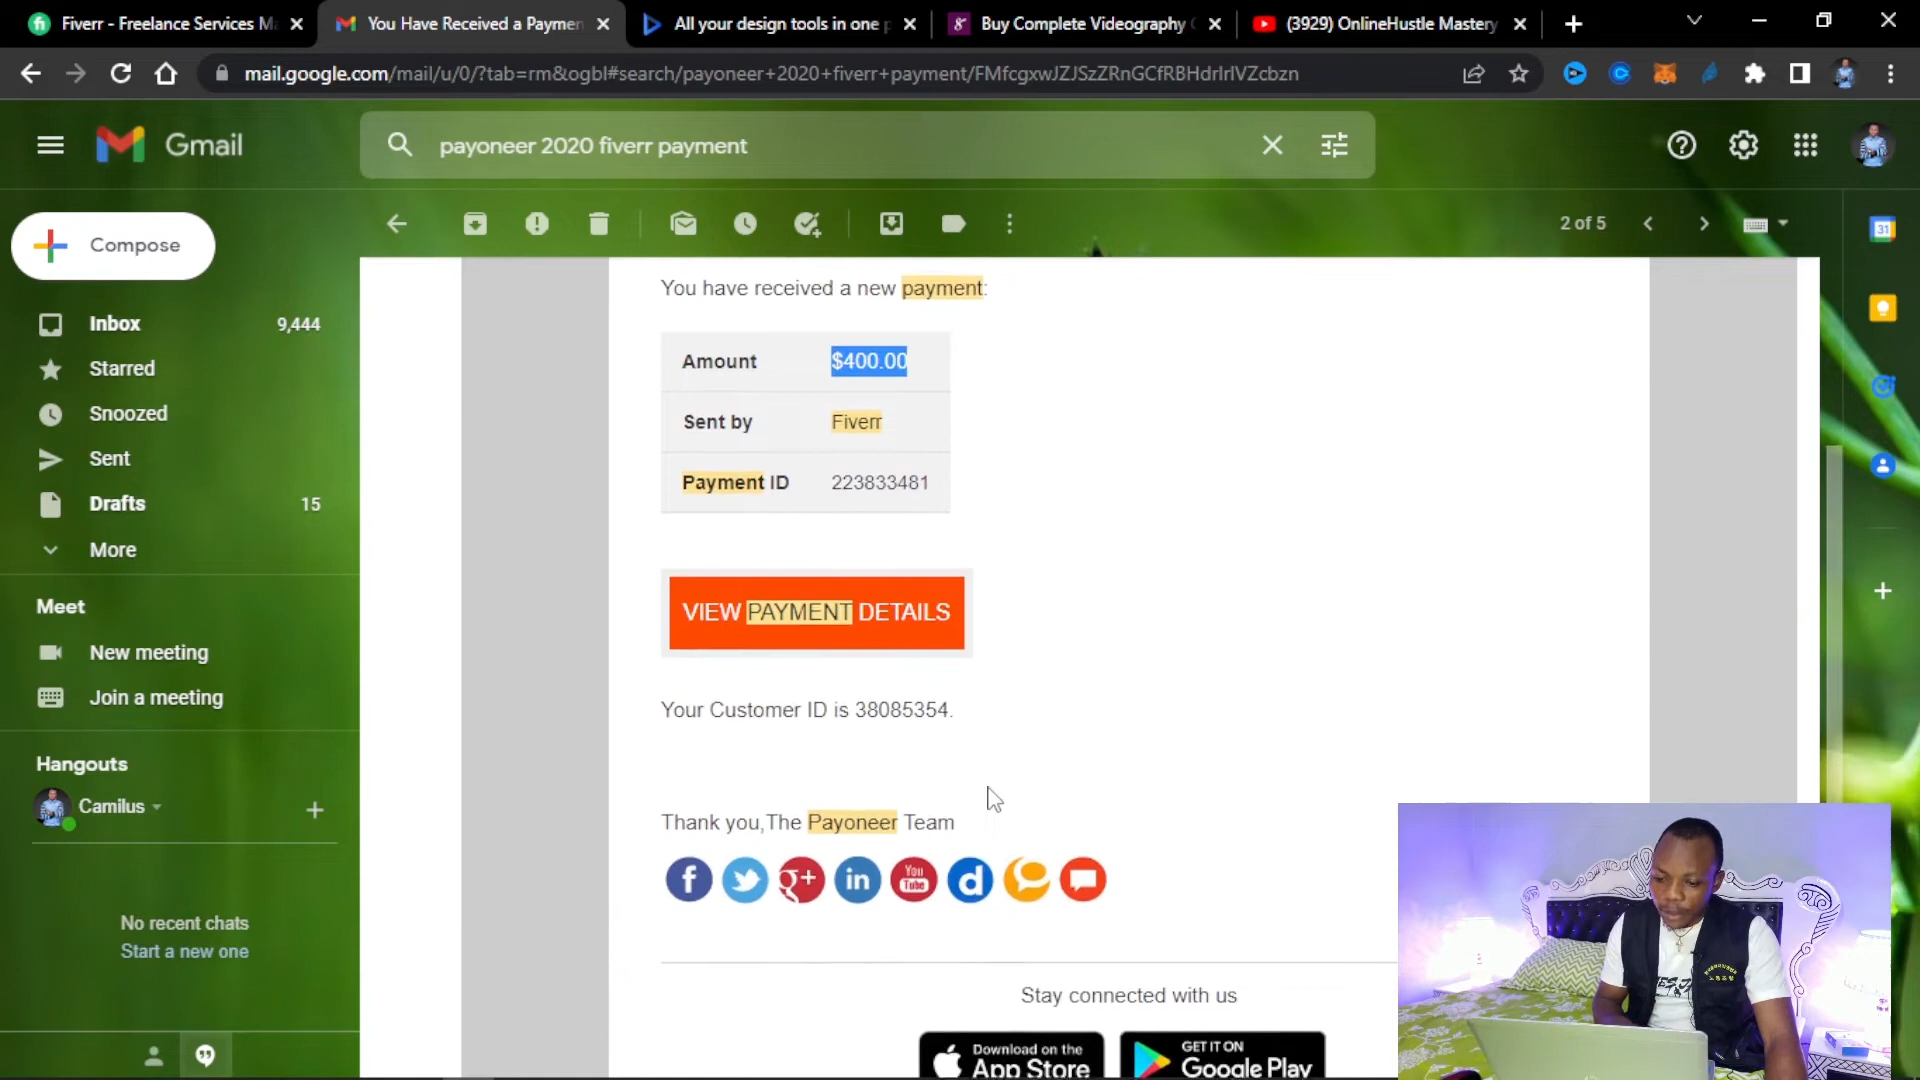 Fiverr - Freelance Services M
You Have Received a Paymen
All your design tools in one p
Buy Complete Videography
(3929) OnlineHustle Mastery
mail.google.com/mail/u/0/?tab=rm&ogbl#search/payoneer+2020+fiverr+payment/FMfcgxwJZJSzZRnGCfRBHdrIrlVZcbzn
Gmail
payoneer 2020 fiverr payment
Compose
2 of 5
31
Inbox 9,444
Starred
Snoozed
Sent
Drafts 15
More
Meet
New meeting
Join a meeting
Hangouts
Camilus
No recent chats
Start a new one
You have received a new payment:
Amount $400.00
Sent by Fiverr
Payment ID 223833481
VIEW PAYMENT DETAILS
Your Customer ID is 38085354.
Thank you,The Payoneer Team
You
Tube
Stay connected with us
Download on the
App Store
GET IT ON
Google Play